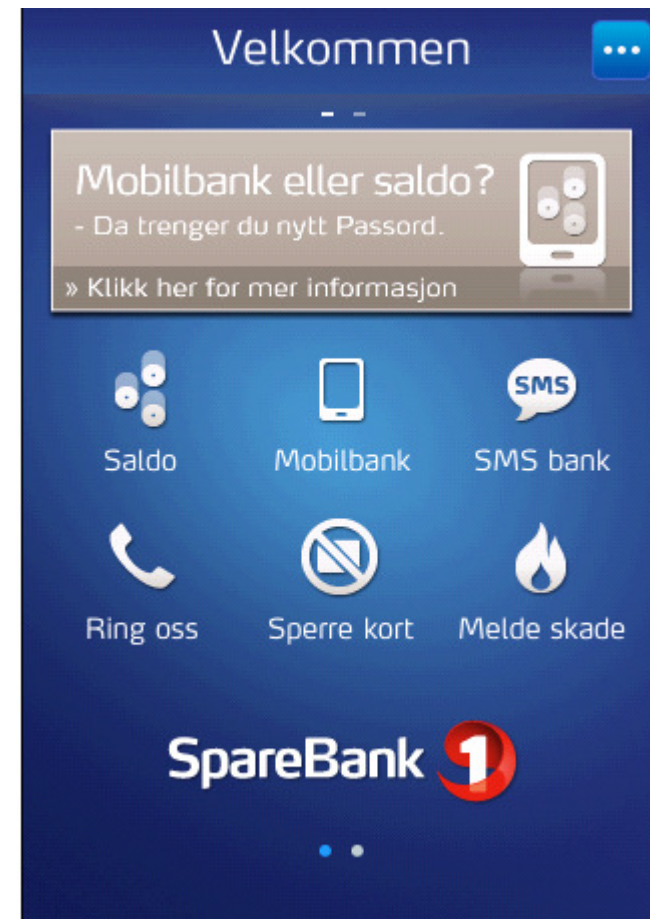 Velkommen
Mobilbank eller saldo?
- Da trenger du nytt Passord.
» Klikk her for mer informasjon
Saldo Mobilbank SMS bank
SMS
Ring oss Sperre kort Melde skade
SpareBank 1